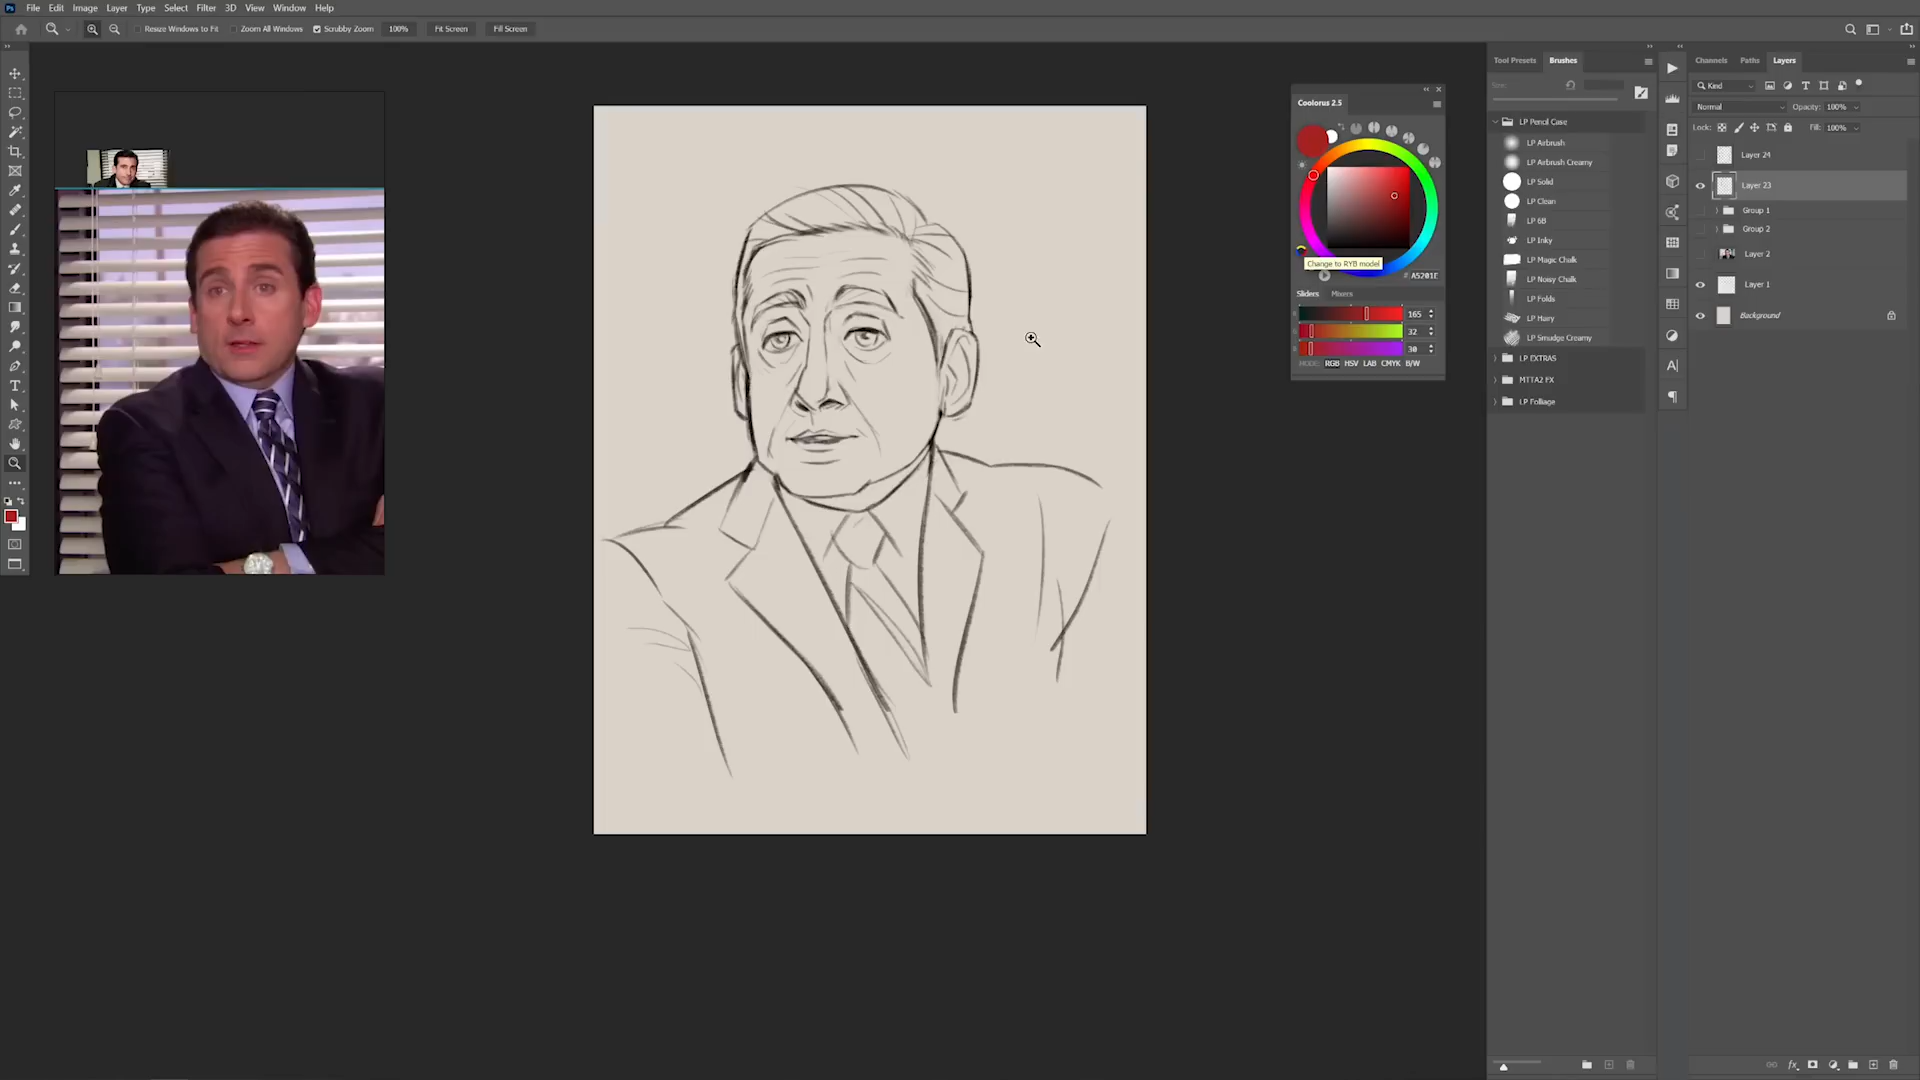 Ps File Edit Image Layer Type Select Filter 3D View Window Help
Resize Windows to Fit Zoom All Windows Scrubby Zoom 100% Fit Screen Fill Screen
Coolorus 2.5
Change to RYB model
# A5201E
Sliders Mixers
165
32
30
MODE: RGB HSV LAB CMYK B/W
Tool Presets Brushes
Size:
LP Pencil Case
LP Airbrush
LP Airbrush Creamy
LP Solid
LP Clean
LP 6B
LP Inky
LP Magic Chalk
LP Noisy Chalk
LP Folds
LP Hairy
LP Smudge Creamy
LP EXTRAS
MTTA2 FX
LP Folliage
Channels Paths Layers
Kind
Normal Opacity: 100%
Lock: Fill: 100%
Layer 24
Layer 23
Group 1
Group 2
Layer 2
Layer 1
Background